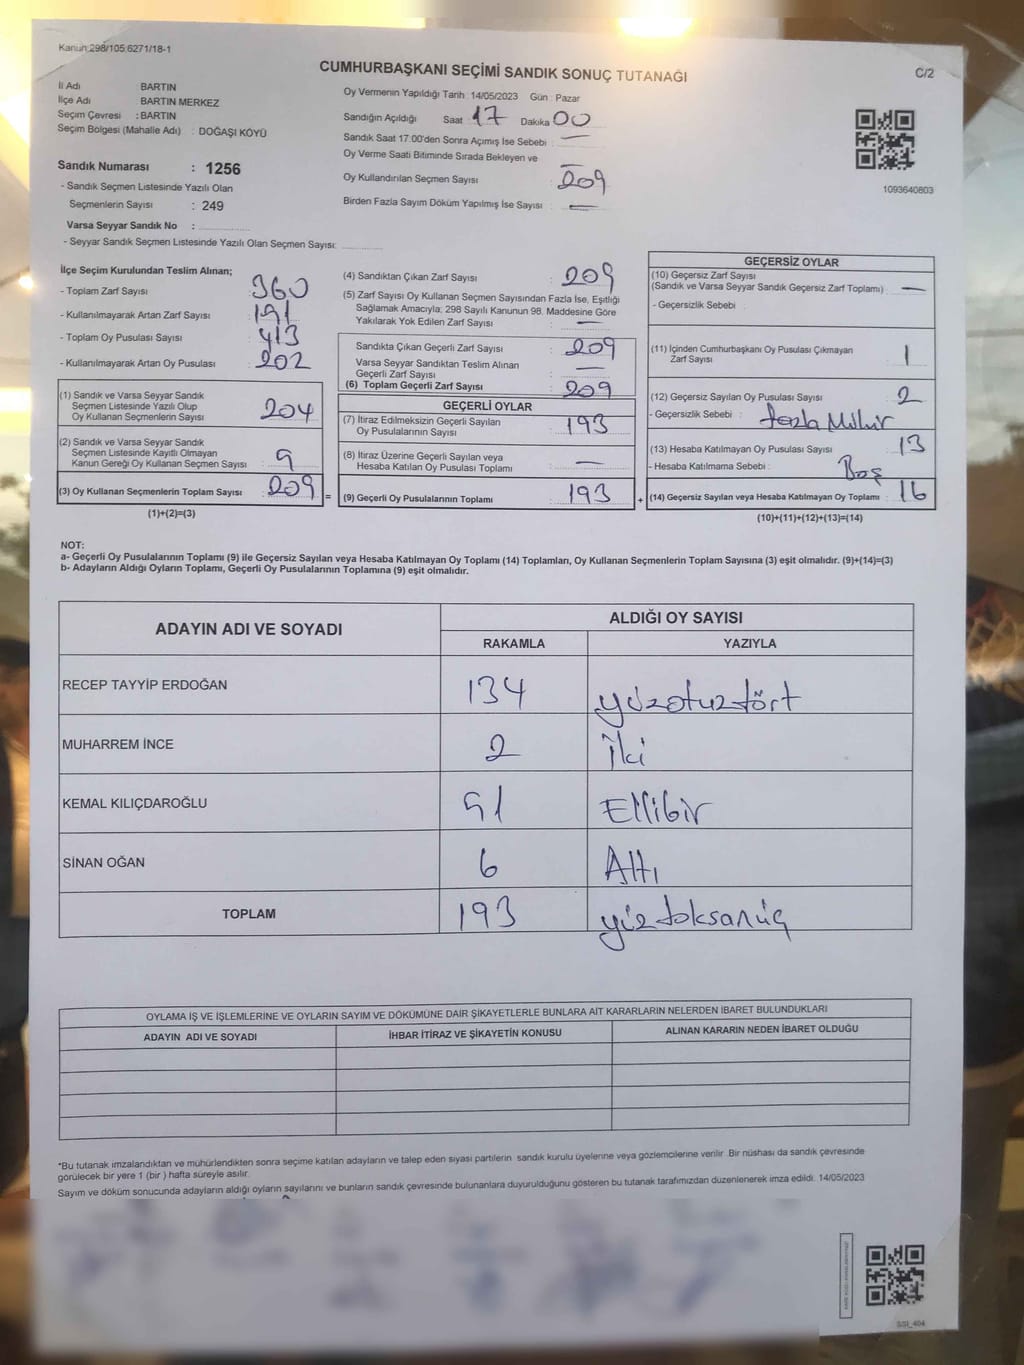 Kanun:298/105:6271/18-1
CUMHURBAŞKANI SEÇİMİ SANDIK SONUÇ TUTANAĞI
C/2
İl Adı BARTIN
İlçe Adı BARTIN MERKEZ
Seçim Çevresi : BARTIN
Seçim Bölgesi (Mahalle Adı) : DOĞAŞI KÖYÜ
Sandık Numarası : 1256
- Sandık Seçmen Listesinde Yazılı Olan
Seçmenlerin Sayısı : 249
Varsa Seyyar Sandık No :
- Seyyar Sandık Seçmen Listesinde Yazılı Olan Seçmen Sayısı:
Oy Vermenin Yapıldığı Tarih : 14/05/2023 Gün : Pazar
Sandığın Açıldığı Saat 17 Dakika 00
Sandık Saat 17:00'den Sonra Açımış İse Sebebi : —
Oy Verme Saati Bitiminde Sırada Bekleyen ve —
Oy Kullandırılan Seçmen Sayısı : 209
Birden Fazla Sayım Döküm Yapılmış İse Sayısı : —
1093640803
İlçe Seçim Kurulundan Teslim Alınan;
- Toplam Zarf Sayısı : 360
- Kullanılmayarak Artan Zarf Sayısı : 151
- Toplam Oy Pusulası Sayısı : 413
- Kullanılmayarak Artan Oy Pusulası : 202
(1) Sandık ve Varsa Seyyar Sandık
Seçmen Listesinde Yazılı Olup
Oy Kullanan Seçmenlerin Sayısı : 204
(2) Sandık ve Varsa Seyyar Sandık
Seçmen Listesinde Kayıtlı Olmayan
Kanun Gereği Oy Kullanan Seçmen Sayısı : 5
(3) Oy Kullanan Seçmenlerin Toplam Sayısı : 209 =
(1)+(2)=(3)
(4) Sandıktan Çıkan Zarf Sayısı : 209
(5) Zarf Sayısı Oy Kullanan Seçmen Sayısından Fazla İse, Eşitliği
Sağlamak Amacıyla; 298 Sayılı Kanunun 98. Maddesine Göre
Yakılarak Yok Edilen Zarf Sayısı : —
Sandıkta Çıkan Geçerli Zarf Sayısı : 209
Varsa Seyyar Sandıktan Teslim Alınan
Geçerli Zarf Sayısı : —
(6) Toplam Geçerli Zarf Sayısı : 209
GEÇERLİ OYLAR
(7) İtiraz Edilmeksizin Geçerli Sayılan
Oy Pusulalarının Sayısı : 193
(8) İtiraz Üzerine Geçerli Sayılan veya
Hesaba Katılan Oy Pusulası Toplamı : —
(9) Geçerli Oy Pusulalarının Toplamı : 193 +
GEÇERSİZ OYLAR
(10) Geçersiz Zarf Sayısı
(Sandık ve Varsa Seyyar Sandık Geçersiz Zarf Toplamı) : —
- Geçersizlik Sebebi :
(11) İçinden Cumhurbaşkanı Oy Pusulası Çıkmayan
Zarf Sayısı : 1
(12) Geçersiz Sayılan Oy Pusulası Sayısı : 2
- Geçersizlik Sebebi : fazla Mühür
(13) Hesaba Katılmayan Oy Pusulası Sayısı : 13
- Hesaba Katılmama Sebebi : Boş
(14) Geçersiz Sayılan veya Hesaba Katılmayan Oy Toplamı : 16
(10)+(11)+(12)+(13)=(14)
NOT:
a- Geçerli Oy Pusulalarının Toplamı (9) ile Geçersiz Sayılan veya Hesaba Katılmayan Oy Toplamı (14) Toplamları, Oy Kullanan Seçmenlerin Toplam Sayısına (3) eşit olmalıdır. (9)+(14)=(3)
b- Adayların Aldığı Oyların Toplamı, Geçerli Oy Pusulalarının Toplamına (9) eşit olmalıdır.
ADAYIN ADI VE SOYADI
ALDIĞI OY SAYISI
RAKAMLA YAZIYLA
RECEP TAYYİP ERDOĞAN 134 yüzotuztört
MUHARREM İNCE 2 İki
KEMAL KILIÇDAROĞLU 51 Ellibir
SİNAN OĞAN 6 Altı
TOPLAM 193 yüztoksanüç
OYLAMA İŞ VE İŞLEMLERİNE VE OYLARIN SAYIM VE DÖKÜMÜNE DAİR ŞİKAYETLERLE BUNLARA AİT KARARLARIN NELERDEN İBARET BULUNDUKLARI
ADAYIN ADI VE SOYADI İHBAR İTİRAZ VE ŞİKAYETİN KONUSU ALINAN KARARIN NEDEN İBARET OLDUĞU
*Bu tutanak imzalandıktan ve mühürlendikten sonra seçime katılan adayların ve talep eden siyasi partilerin sandık kurulu üyelerine veya gözlemcilerine verilir. Bir nüshası da sandık çevresinde
görülecek bir yere 1 (bir) hafta süreyle asılır.
Sayım ve döküm sonucunda adayların aldığı oyların sayılarını ve bunların sandık çevresinde bulunanlara duyurulduğunu gösteren bu tutanak tarafımızdan düzenlenerek imza edildi. 14/05/2023
SSI_404